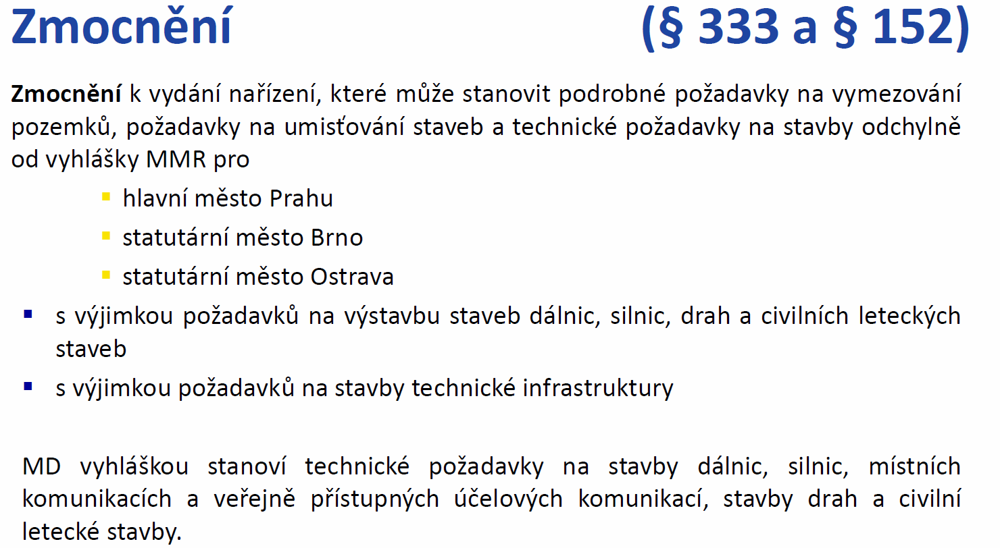 Zmocnění (§ 333 a § 152)
Zmocnění k vydání nařízení, které může stanovit podrobné požadavky na vymezování
pozemků, požadavky na umisťování staveb a technické požadavky na stavby odchylně
od vyhlášky MMR pro
▪ hlavní město Prahu
▪ statutární město Brno
▪ statutární město Ostrava
▪ s výjimkou požadavků na výstavbu staveb dálnic, silnic, drah a civilních leteckých
staveb
▪ s výjimkou požadavků na stavby technické infrastruktury
MD vyhláškou stanoví technické požadavky na stavby dálnic, silnic, místních
komunikacích a veřejně přístupných účelových komunikací, stavby drah a civilní
letecké stavby.